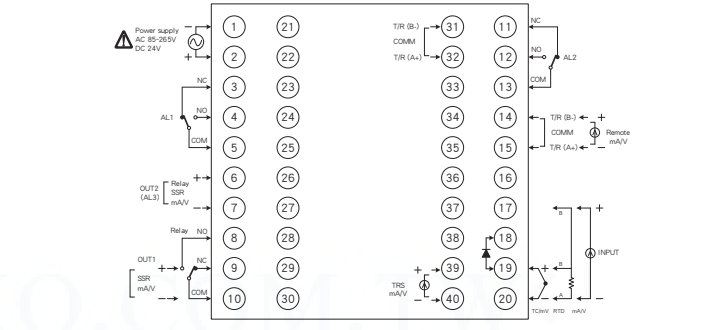 Power supply
AC 85-265V
DC 24V
−
+
1
2
3
4
5
6
7
8
9
10
21
22
23
24
25
26
27
28
29
30
NC
AL1
NO
COM
OUT2
(AL3)
Relay
SSR
mA/V
+
−
Relay
NO
OUT1
+
NC
SSR
mA/V
COM
−
T/R (B-)
COMM
T/R (A+)
31
32
33
34
35
36
37
38
39
40
TRS
mA/V
+
−
11
12
13
14
15
16
17
18
19
20
NC
NO
AL2
COM
T/R (B-)
COMM
T/R (A+)
+
−
Remote
mA/V
B
B
A
+
−
INPUT
+
−
TC/mV
RTD
mA/V